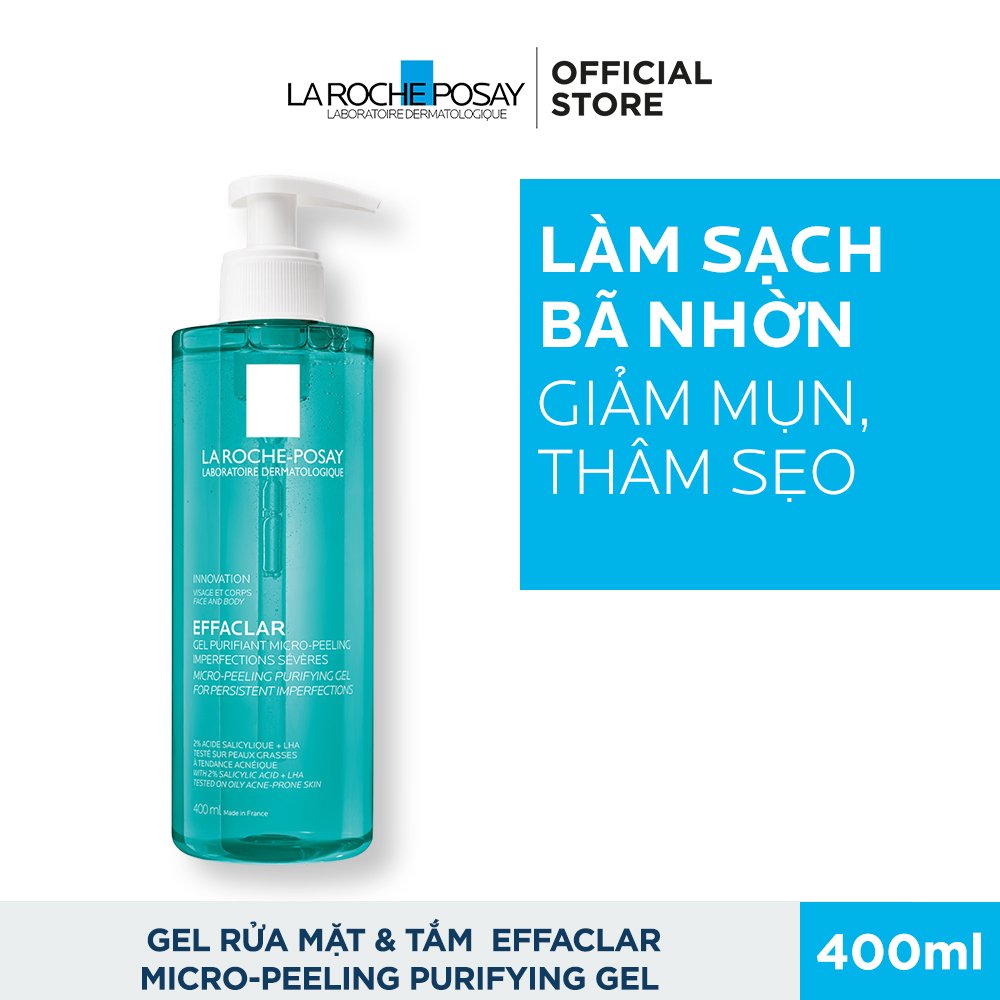 LA ROCHE POSAY
LABORATOIRE DERMATOLOGIQUE
OFFICIAL
STORE
LÀM SẠCH
BÃ NHỜN
GIẢM MỤN,
THÂM SẸO
LA ROCHE-POSAY
LABORATOIRE DERMATOLOGIQUE
INNOVATION
VISAGE ET CORPS
FACE AND BODY
EFFACLAR
GEL PURIFIANT MICRO-PEELING
IMPERFECTIONS SÉVÈRES
MICRO-PEELING PURIFYING GEL
FOR PERSISTENT IMPERFECTIONS
2% ACIDE SALICYLIQUE + LHA
TESTÉ SUR PEAUX GRASSES
À TENDANCE ACNÉIQUE
WITH 2% SALICYLIC ACID + LHA
TESTED ON OILY ACNE-PRONE SKIN
400 ml Made in France
GEL RỬA MẶT & TẮM EFFACLAR
MICRO-PEELING PURIFYING GEL
400ml